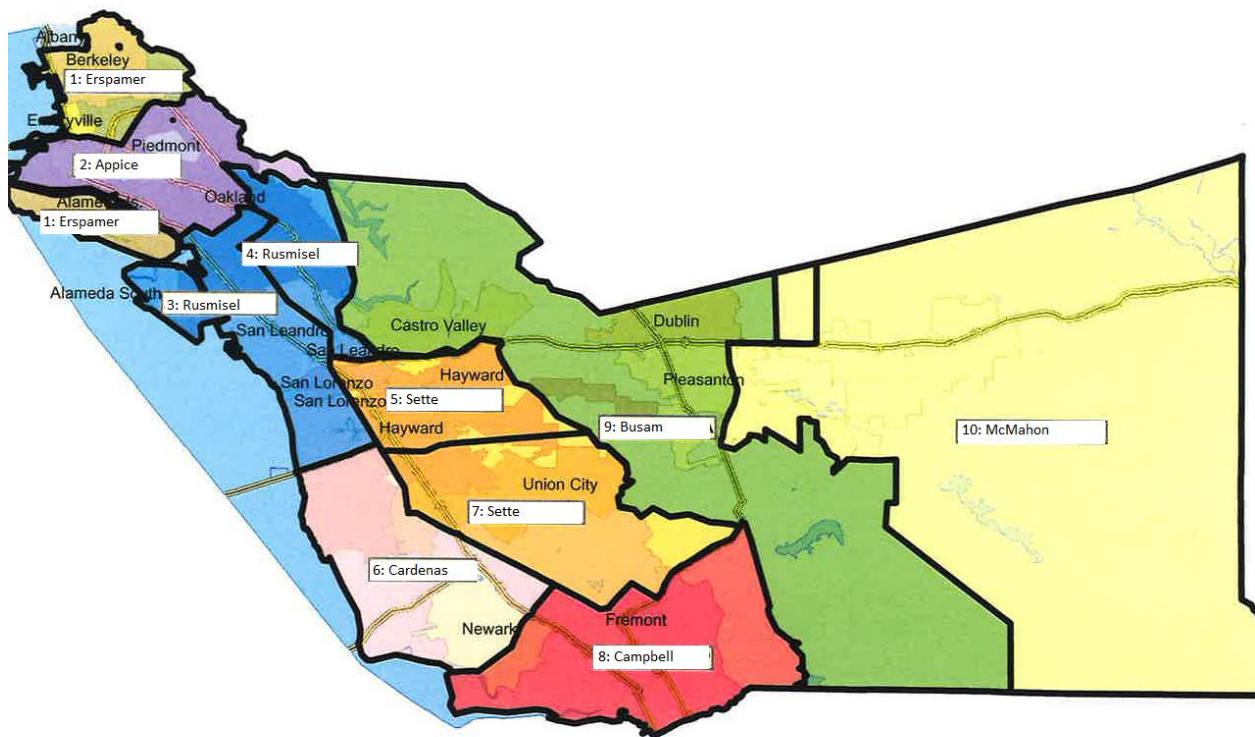 Albany
Berkeley
1: Erspamer
Emeryville
Piedmont
2: Appice
Oakland
1: Erspamer
4: Rusmisel
Alameda South
3: Rusmisel
San Leandro
San Leandro
Castro Valley
Dublin
Pleasanton
San Lorenzo
San Lorenzo
Hayward
5: Sette
Hayward
9: Busam
10: McMahon
Union City
7: Sette
6: Cardenas
Newark
Fremont
8: Campbell